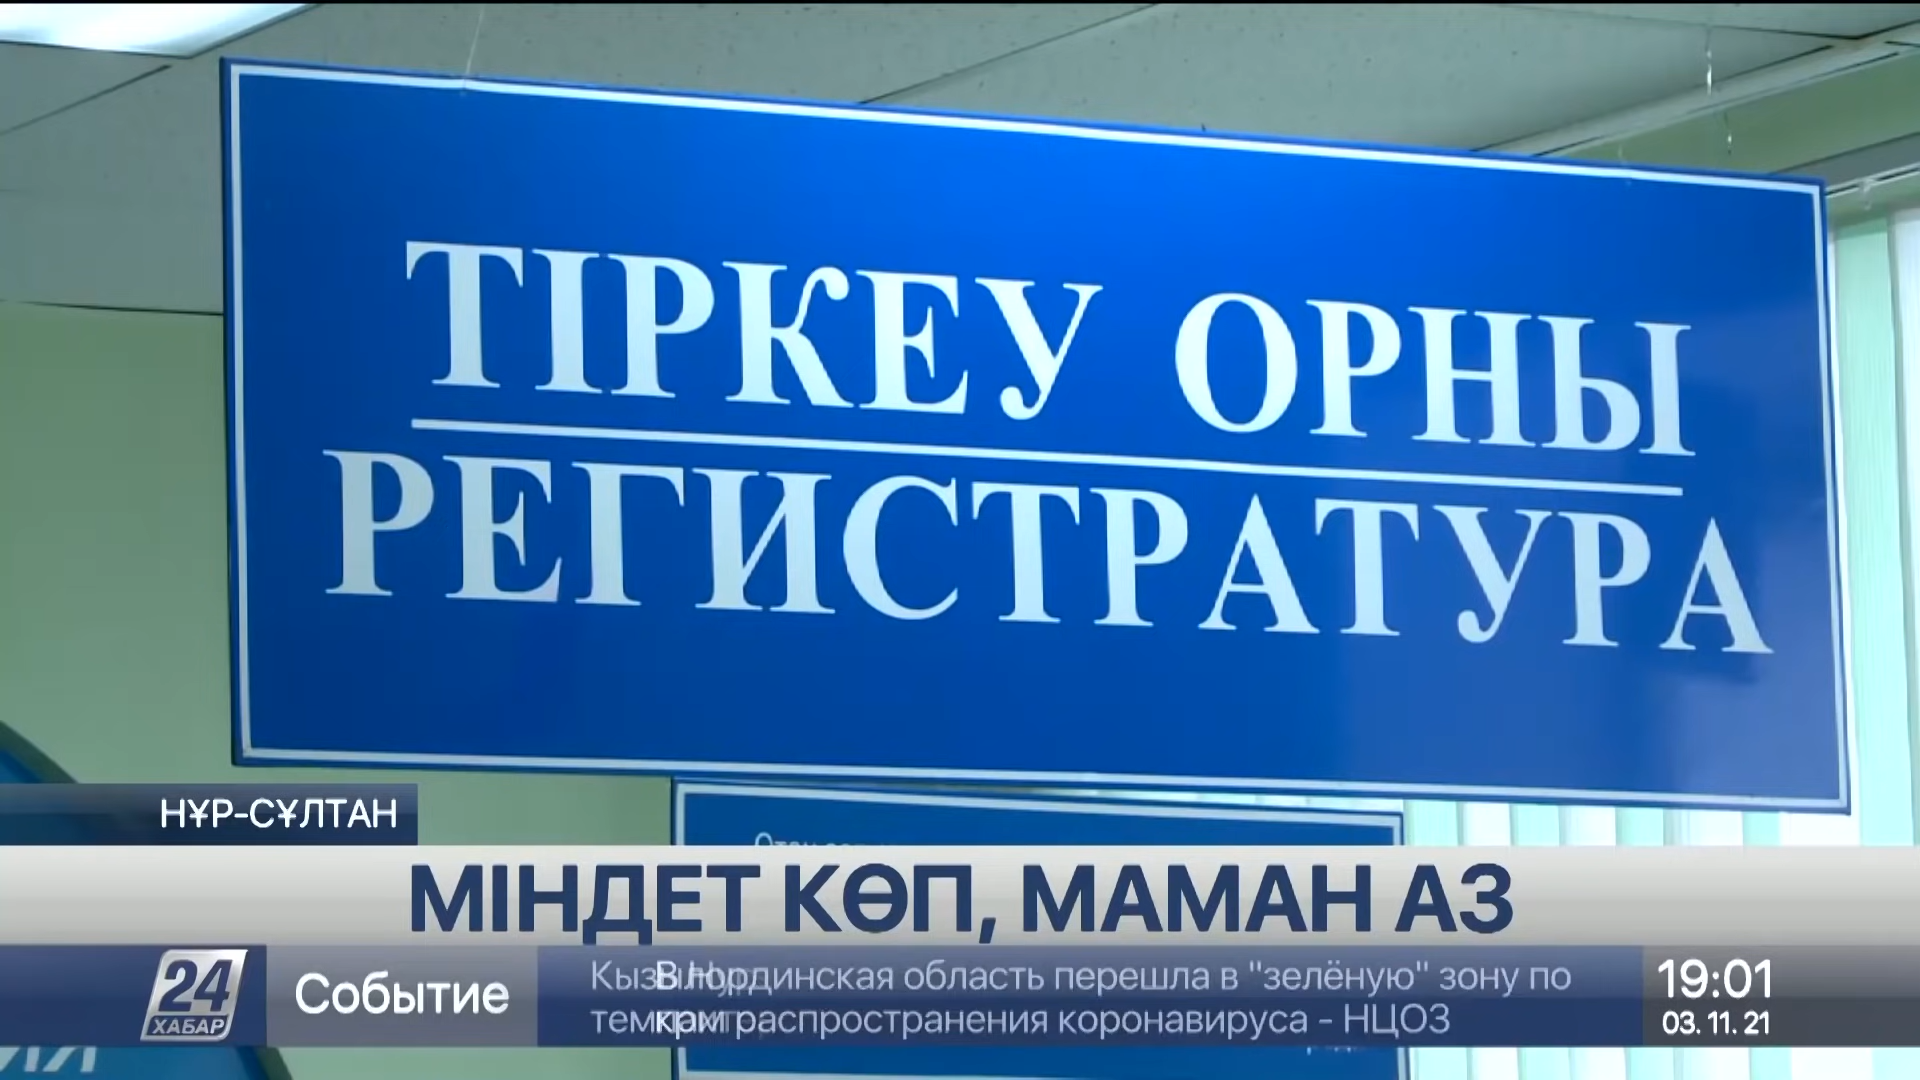 ТІРКЕУ ОРНЫ
РЕГИСТРАТУРА
НҰР-СҰЛТАН
МІНДЕТ КӨП, МАМАН АЗ
24
ХАБАР
Событие
область перешла в "зелёную" зону по
распространения коронавируса - НЦОЗ
19:01
03. 11. 21